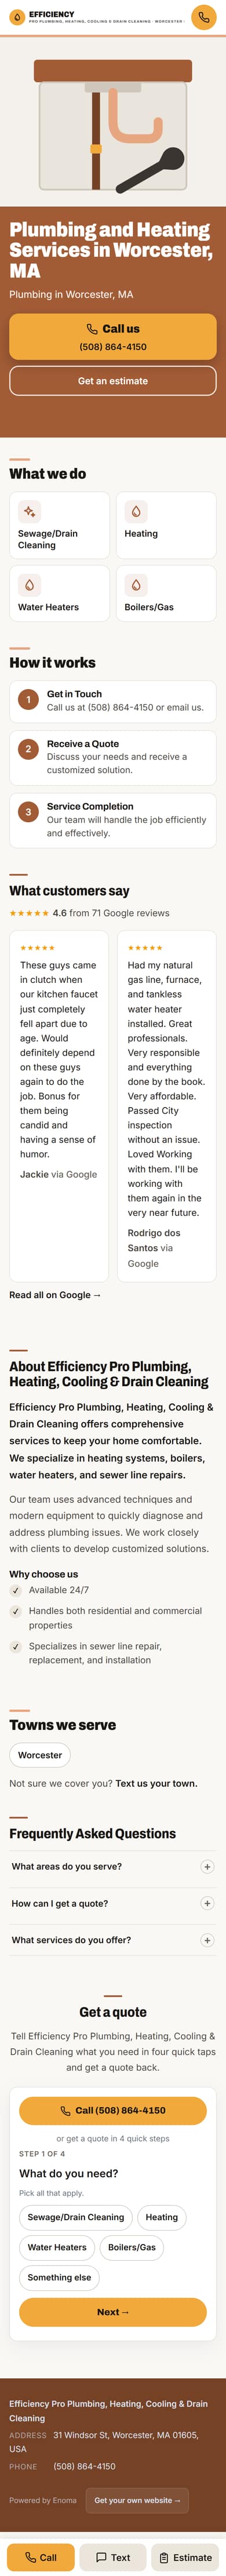 EFFICIENCY
PRO PLUMBING, HEATING, COOLING & DRAIN CLEANING · WORCESTER
Plumbing and Heating
Services in Worcester,
MA
Plumbing in Worcester, MA
Call us
(508) 864-4150
Get an estimate
What we do
Sewage/Drain
Cleaning
Heating
Water Heaters
Boilers/Gas
How it works
1
Get in Touch
Call us at (508) 864-4150 or email us.
2
Receive a Quote
Discuss your needs and receive a
customized solution.
3
Service Completion
Our team will handle the job efficiently
and effectively.
What customers say
★★★★★ 4.6 from 71 Google reviews
★★★★★
These guys came
in clutch when
our kitchen faucet
just completely
fell apart due to
age. Would
definitely depend
on these guys
again to do the
job. Bonus for
them being
candid and
having a sense of
humor.
Jackie via Google
★★★★★
Had my natural
gas line, furnace,
and tankless
water heater
installed. Great
professionals.
Very responsible
and everything
done by the book.
Very affordable.
Passed City
inspection
without an issue.
Loved Working
with them. I'll be
working with
them again in the
very near future.
Rodrigo dos
Santos via
Google
Read all on Google →
About Efficiency Pro Plumbing,
Heating, Cooling & Drain Cleaning
Efficiency Pro Plumbing, Heating, Cooling &
Drain Cleaning offers comprehensive
services to keep your home comfortable.
We specialize in heating systems, boilers,
water heaters, and sewer line repairs.
Our team uses advanced techniques and
modern equipment to quickly diagnose and
address plumbing issues. We work closely
with clients to develop customized solutions.
Why choose us
✓ Available 24/7
✓ Handles both residential and commercial
properties
✓ Specializes in sewer line repair,
replacement, and installation
Towns we serve
Worcester
Not sure we cover you? Text us your town.
Frequently Asked Questions
What areas do you serve? +
How can I get a quote? +
What services do you offer? +
Get a quote
Tell Efficiency Pro Plumbing, Heating, Cooling &
Drain Cleaning what you need in four quick taps
and get a quote back.
Call (508) 864-4150
or get a quote in 4 quick steps
STEP 1 OF 4
What do you need?
Pick all that apply.
Sewage/Drain Cleaning
Heating
Water Heaters
Boilers/Gas
Something else
Next →
Efficiency Pro Plumbing, Heating, Cooling & Drain
Cleaning
ADDRESS 31 Windsor St, Worcester, MA 01605,
USA
PHONE (508) 864-4150
Powered by Enoma
Get your own website →
Call
Text
Estimate